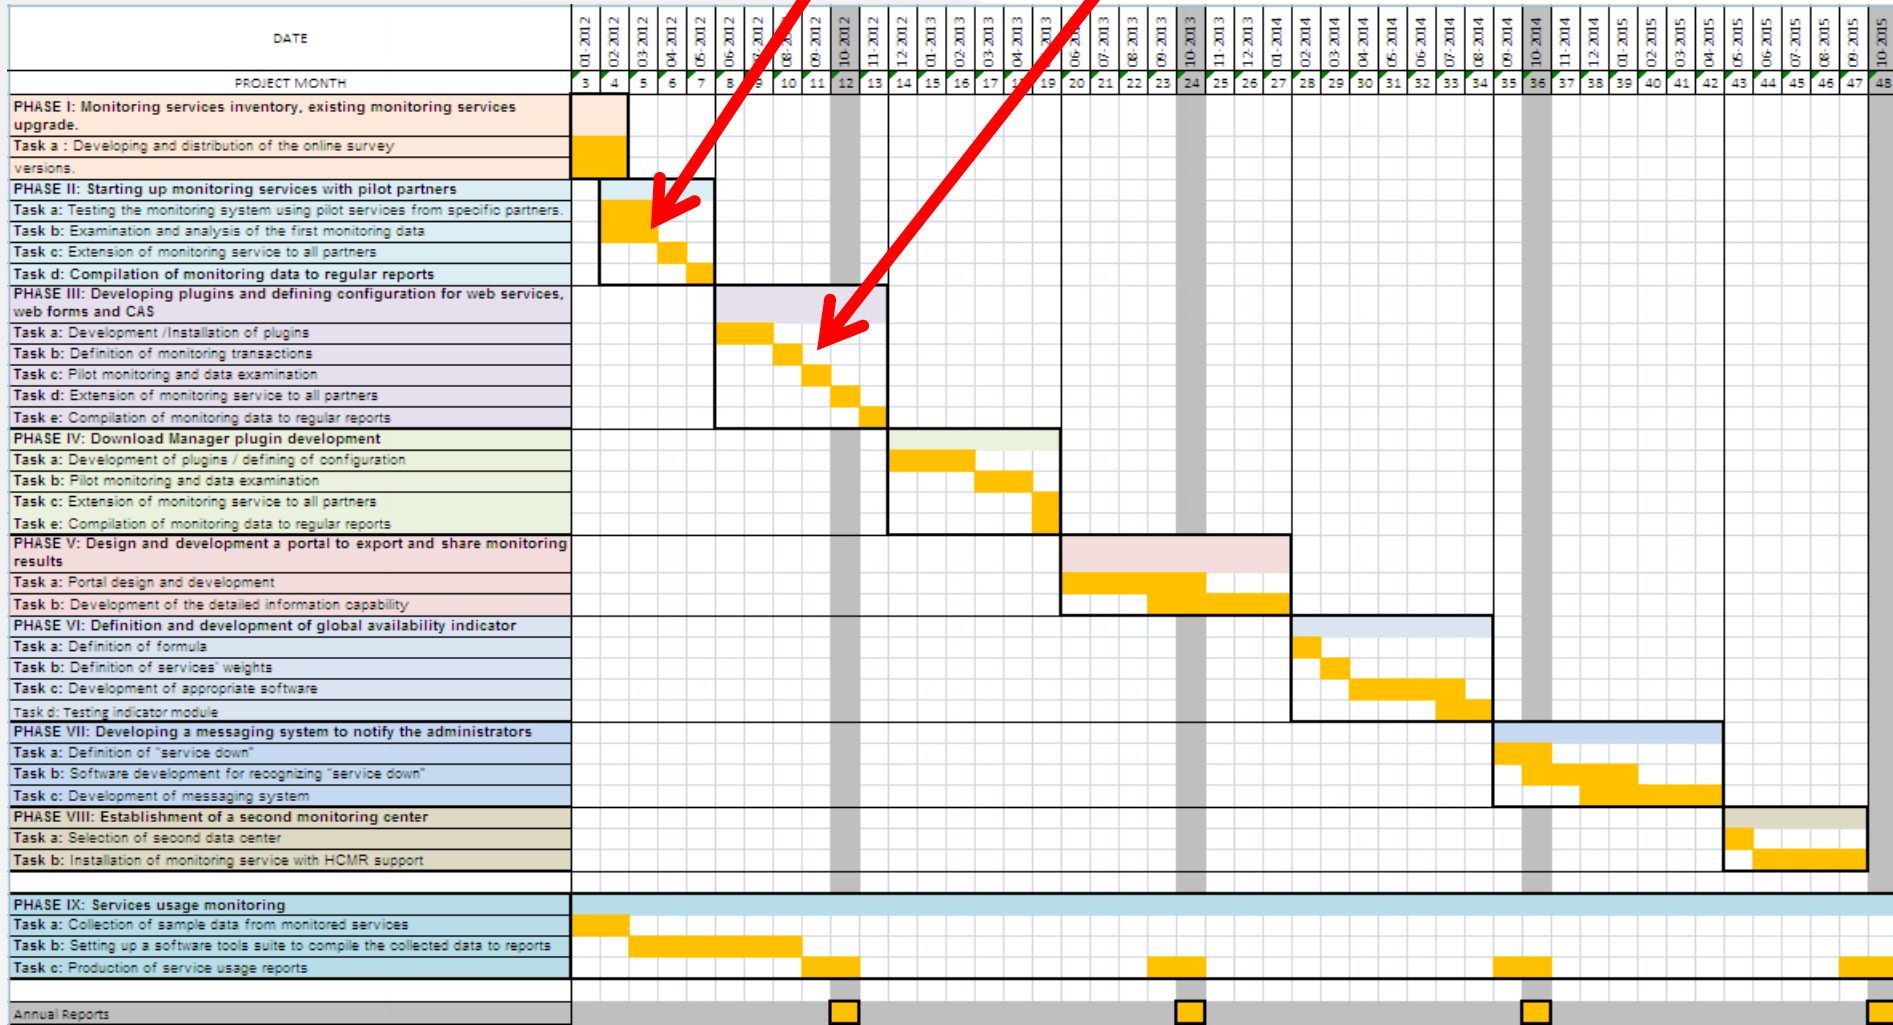 DATE
01-2012 02-2012 03-2012 04-2012 05-2012 06-2012 07-2012 08-2012 09-2012 10-2012 11-2012 12-2012 01-2013 02-2013 03-2013 04-2013 05-2013 06-2013 07-2013 08-2013 09-2013 10-2013 11-2013 12-2013 01-2014 02-2014 03-2014 04-2014 05-2014 06-2014 07-2014 08-2014 09-2014 10-2014 11-2014 12-2014 01-2015 02-2015 03-2015 04-2015 05-2015 06-2015 07-2015 08-2015 09-2015 10-2015
PROJECT MONTH 3 4 5 6 7 8 9 10 11 12 13 14 15 16 17 18 19 20 21 22 23 24 25 26 27 28 29 30 31 32 33 34 35 36 37 38 39 40 41 42 43 44 45 46 47 48
PHASE I: Monitoring services inventory, existing monitoring services
upgrade.
Task a : Developing and distribution of the online survey
versions.
PHASE II: Starting up monitoring services with pilot partners
Task a: Testing the monitoring system using pilot services from specific partners.
Task b: Examination and analysis of the first monitoring data
Task c: Extension of monitoring service to all partners
Task d: Compilation of monitoring data to regular reports
PHASE III: Developing plugins and defining configuration for web services,
web forms and CAS
Task a: Development /Installation of plugins
Task b: Definition of monitoring transactions
Task c: Pilot monitoring and data examination
Task d: Extension of monitoring service to all partners
Task e: Compilation of monitoring data to regular reports
PHASE IV: Download Manager plugin development
Task a: Development of plugins / defining of configuration
Task b: Pilot monitoring and data examination
Task c: Extension of monitoring service to all partners
Task e: Compilation of monitoring data to regular reports
PHASE V: Design and development a portal to export and share monitoring
results
Task a: Portal design and development
Task b: Development of the detailed information capability
PHASE VI: Definition and development of global availability indicator
Task a: Definition of formula
Task b: Definition of services' weights
Task c: Development of appropriate software
Task d: Testing indicator module
PHASE VII: Developing a messaging system to notify the administrators
Task a: Definition of "service down"
Task b: Software development for recognizing "service down"
Task c: Development of messaging system
PHASE VIII: Establishment of a second monitoring center
Task a: Selection of second data center
Task b: Installation of monitoring service with HCMR support
PHASE IX: Services usage monitoring
Task a: Collection of sample data from monitored services
Task b: Setting up a software tools suite to compile the collected data to reports
Task c: Production of service usage reports
Annual Reports